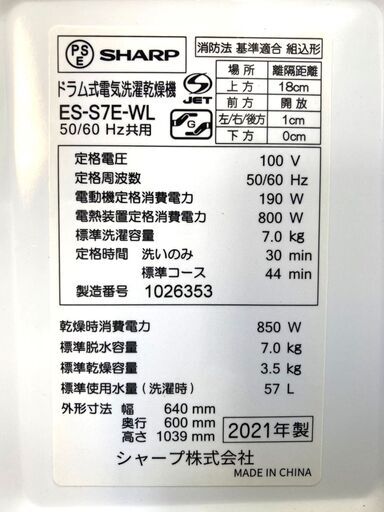 PSE SHARP
ドラム式電気洗濯乾燥機
ES-S7E-WL
50/60 Hz共用
S JET
消防法 基準適合 組込形
場所 離隔距離
上方 18cm
前方 開放
左/右/後方 1cm
下方 0cm
定格電圧 100 V
定格周波数 50/60 Hz
電動機定格消費電力 190 W
電熱装置定格消費電力 800 W
標準洗濯容量 7.0 kg
定格時間 洗いのみ 30 min
標準コース 44 min
製造番号 1026353
乾燥時消費電力 850 W
標準脱水容量 7.0 kg
標準乾燥容量 3.5 kg
標準使用水量(洗濯時) 57 L
外形寸法 幅 640 mm
奥行 600 mm
高さ 1039 mm
2021年製
シャープ株式会社
MADE IN CHINA